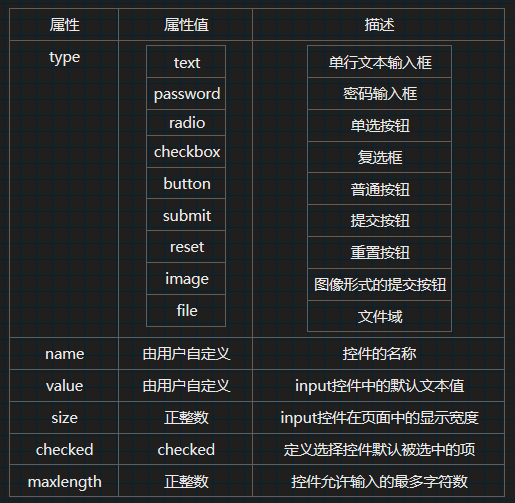 属性 属性值 描述
type text 单行文本输入框
password 密码输入框
radio 单选按钮
checkbox 复选框
button 普通按钮
submit 提交按钮
reset 重置按钮
image 图像形式的提交按钮
file 文件域
name 由用户自定义 控件的名称
value 由用户自定义 input控件中的默认文本值
size 正整数 input控件在页面中的显示宽度
checked checked 定义选择控件默认被选中的项
maxlength 正整数 控件允许输入的最多字符数